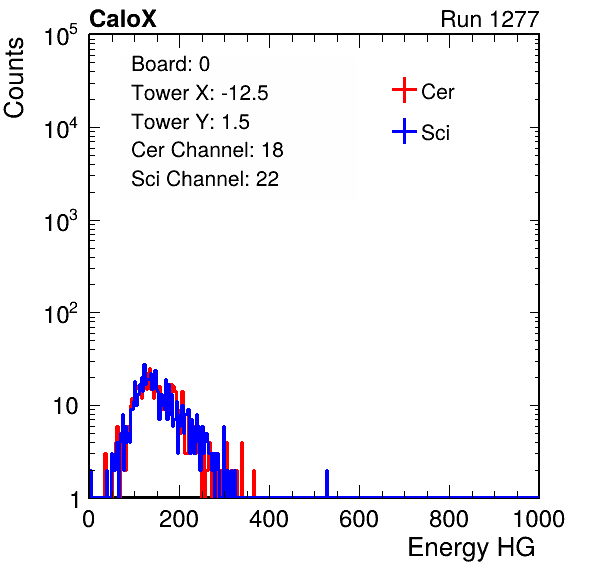 CaloX Run 1277
Counts
10^5
10^4
10^3
10^2
10
1
Board: 0
Tower X: -12.5
Tower Y: 1.5
Cer Channel: 18
Sci Channel: 22
Cer
Sci
0 200 400 600 800 1000
Energy HG